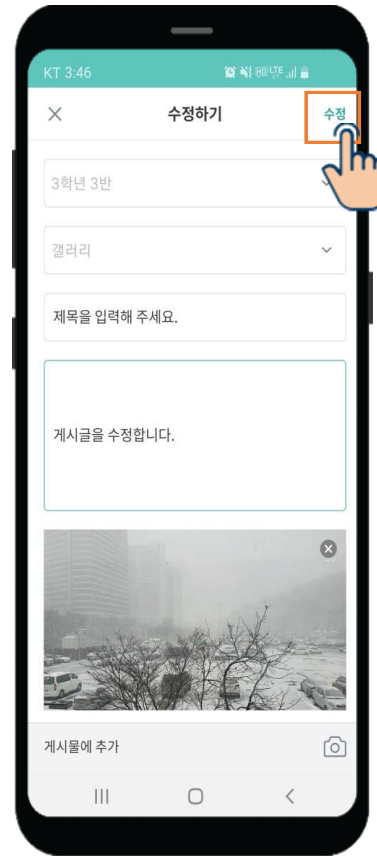 KT 3:46
수정하기
수정
3학년 3반
갤러리
제목을 입력해 주세요.
게시글을 수정합니다.
게시물에 추가